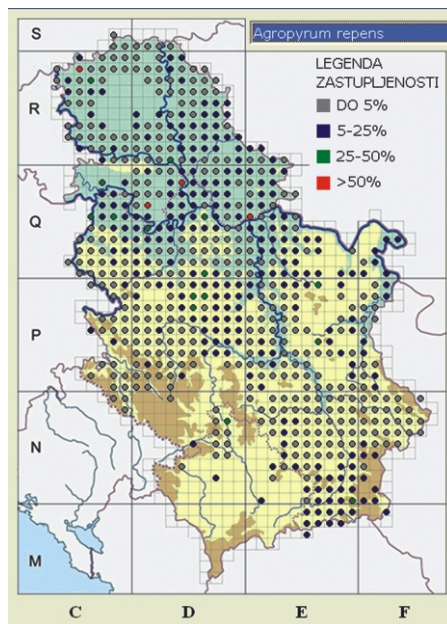 Agropyrum repens
LEGENDA
ZASTUPLJENOSTI
DO 5%
5-25%
25-50%
>50%
S
R
Q
P
N
M
C D E F